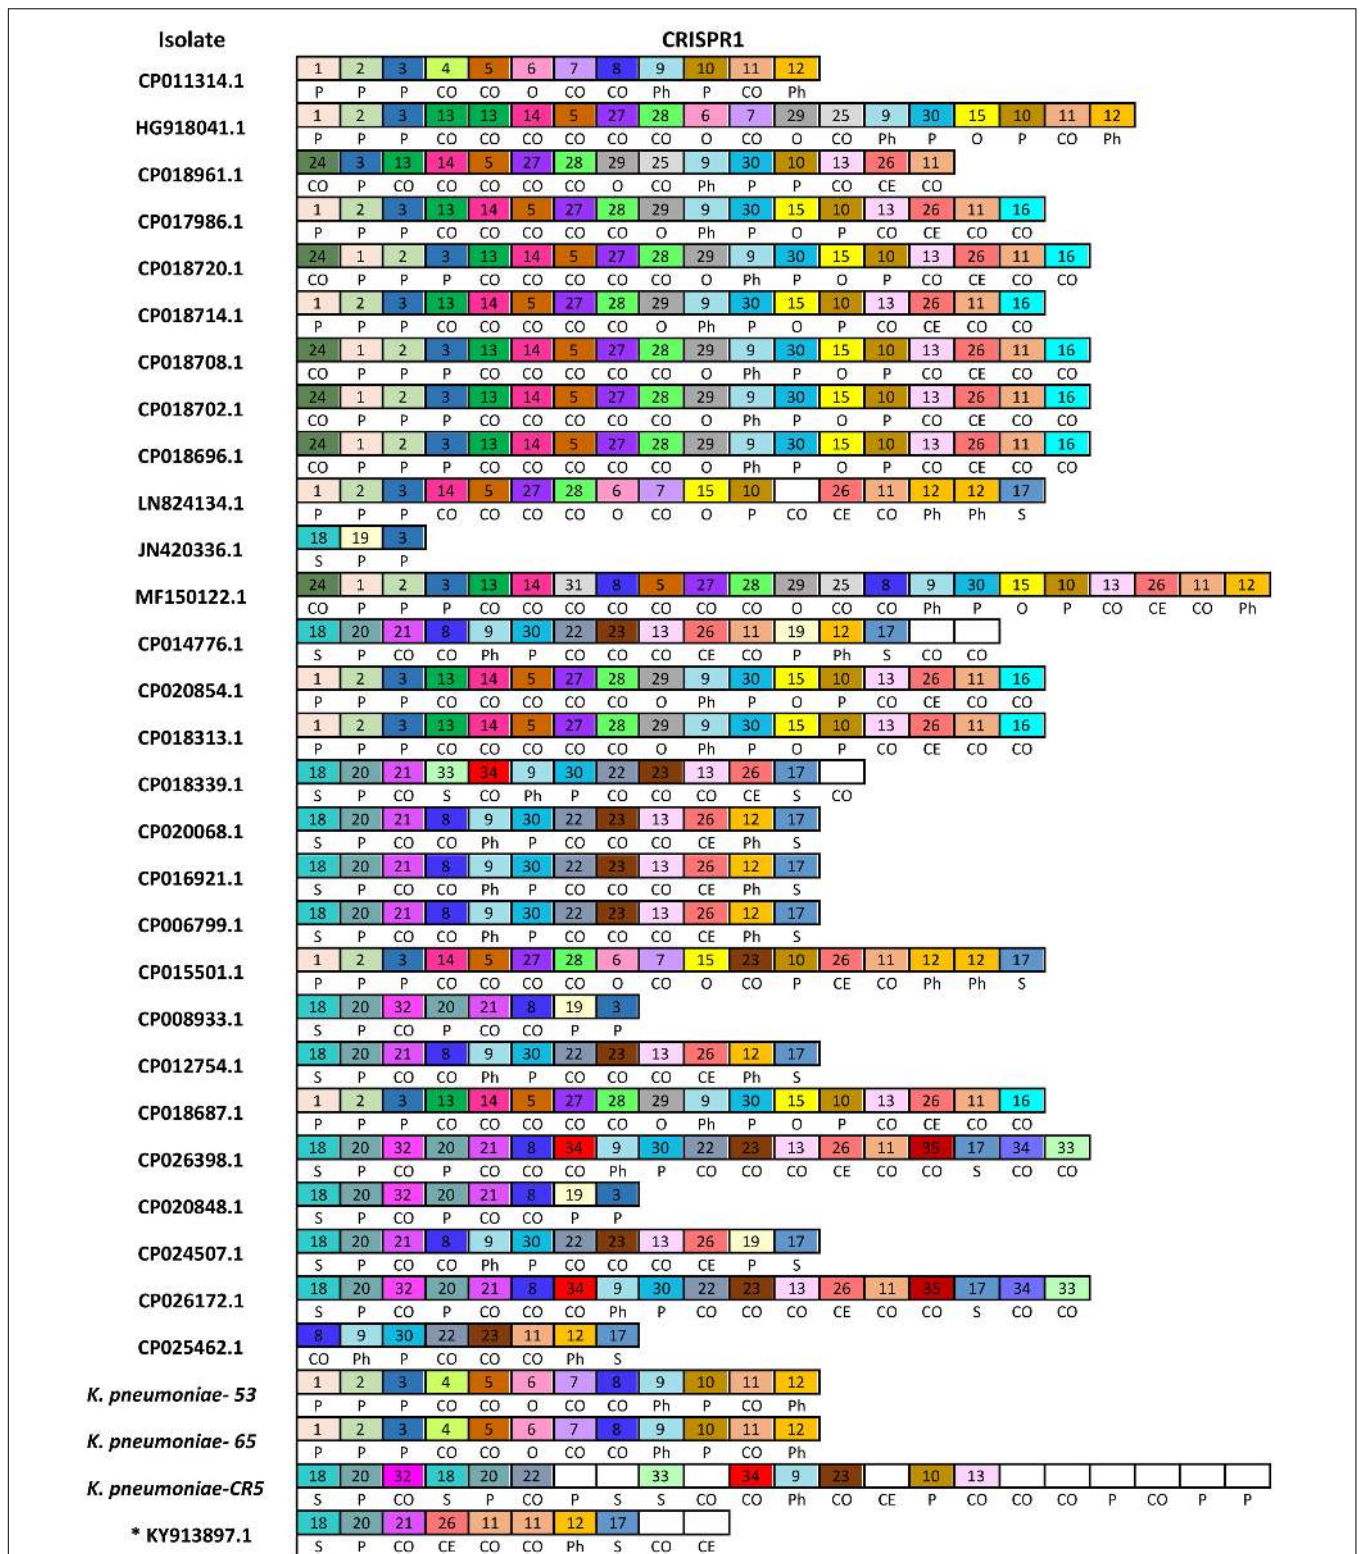 Isolate CRISPR1
CP011314.1 1 2 3 4 5 6 7 8 9 10 11 12
P P P CO CO O CO CO Ph P CO Ph
HG918041.1 1 2 3 13 13 14 5 27 28 6 7 29 25 9 30 15 10 11 12
P P P CO CO CO CO CO CO O CO O CO Ph P O P CO Ph
CP018961.1 24 3 13 14 5 27 28 29 25 9 30 10 13 26 11
CO P CO CO CO CO CO O CO Ph P P CO CE CO
CP017986.1 1 2 3 13 14 5 27 28 29 9 30 15 10 13 26 11 16
P P P CO CO CO CO CO O Ph P O P CO CE CO CO
CP018720.1 24 1 2 3 13 14 5 27 28 29 9 30 15 10 13 26 11 16
CO P P P CO CO CO CO CO O Ph P O P CO CE CO CO
CP018714.1 1 2 3 13 14 5 27 28 29 9 30 15 10 13 26 11 16
P P P CO CO CO CO CO O Ph P O P CO CE CO CO
CP018708.1 24 1 2 3 13 14 5 27 28 29 9 30 15 10 13 26 11 16
CO P P P CO CO CO CO CO O Ph P O P CO CE CO CO
CP018702.1 24 1 2 3 13 14 5 27 28 29 9 30 15 10 13 26 11 16
CO P P P CO CO CO CO CO O Ph P O P CO CE CO CO
CP018696.1 24 1 2 3 13 14 5 27 28 29 9 30 15 10 13 26 11 16
CO P P P CO CO CO CO CO O Ph P O P CO CE CO CO
LN824134.1 1 2 3 14 5 27 28 6 7 15 10 26 11 12 12 17
P P P CO CO CO CO O CO O P CO CE CO Ph Ph S
JN420336.1 18 19 3
S P P
MF150122.1 24 1 2 3 13 14 31 8 5 27 28 29 25 8 9 30 15 10 13 26 11 12
CO P P P CO CO CO CO CO CO CO O CO CO Ph P O P CO CE CO Ph
CP014776.1 18 20 21 8 9 30 22 23 13 26 11 19 12 17
S P CO CO Ph P CO CO CO CE CO P Ph S CO CO
CP020854.1 1 2 3 13 14 5 27 28 29 9 30 15 10 13 26 11 16
P P P CO CO CO CO CO O Ph P O P CO CE CO CO
CP018313.1 1 2 3 13 14 5 27 28 29 9 30 15 10 13 26 11 16
P P P CO CO CO CO CO O Ph P O P CO CE CO CO
CP018339.1 18 20 21 33 34 9 30 22 23 13 26 17
S P CO S CO Ph P CO CO CO CE S CO
CP020068.1 18 20 21 8 9 30 22 23 13 26 12 17
S P CO CO Ph P CO CO CO CE Ph S
CP016921.1 18 20 21 8 9 30 22 23 13 26 12 17
S P CO CO Ph P CO CO CO CE Ph S
CP006799.1 18 20 21 8 9 30 22 23 13 26 12 17
S P CO CO Ph P CO CO CO CE Ph S
CP015501.1 1 2 3 14 5 27 28 6 7 15 23 10 26 11 12 12 17
P P P CO CO CO CO O CO O CO P CE CO Ph Ph S
CP008933.1 18 20 32 20 21 8 19 3
S P CO P CO CO P P
CP012754.1 18 20 21 8 9 30 22 23 13 26 12 17
S P CO CO Ph P CO CO CO CE Ph S
CP018687.1 1 2 3 13 14 5 27 28 29 9 30 15 10 13 26 11 16
P P P CO CO CO CO CO O Ph P O P CO CE CO CO
CP026398.1 18 20 32 20 21 8 34 9 30 22 23 13 26 11 35 17 34 33
S P CO P CO CO CO Ph P CO CO CO CE CO CO S CO CO
CP020848.1 18 20 32 20 21 8 19 3
S P CO P CO CO P P
CP024507.1 18 20 21 8 9 30 22 23 13 26 19 17
S P CO CO Ph P CO CO CO CE P S
CP026172.1 18 20 32 20 21 8 34 9 30 22 23 13 26 11 35 17 34 33
S P CO P CO CO CO Ph P CO CO CO CE CO CO S CO CO
CP025462.1 8 9 30 22 23 11 12 17
CO Ph P CO CO CO Ph S
K. pneumoniae- 53 1 2 3 4 5 6 7 8 9 10 11 12
P P P CO CO O CO CO Ph P CO Ph
K. pneumoniae- 65 1 2 3 4 5 6 7 8 9 10 11 12
P P P CO CO O CO CO Ph P CO Ph
K. pneumoniae-CR5 18 20 32 18 20 22 33 34 9 23 10 13
S P CO S P CO P S S CO CO Ph CO CE P CO CO CO P CO P P
* KY913897.1 18 20 21 26 11 11 12 17
S P CO CE CO CO Ph S CO CE